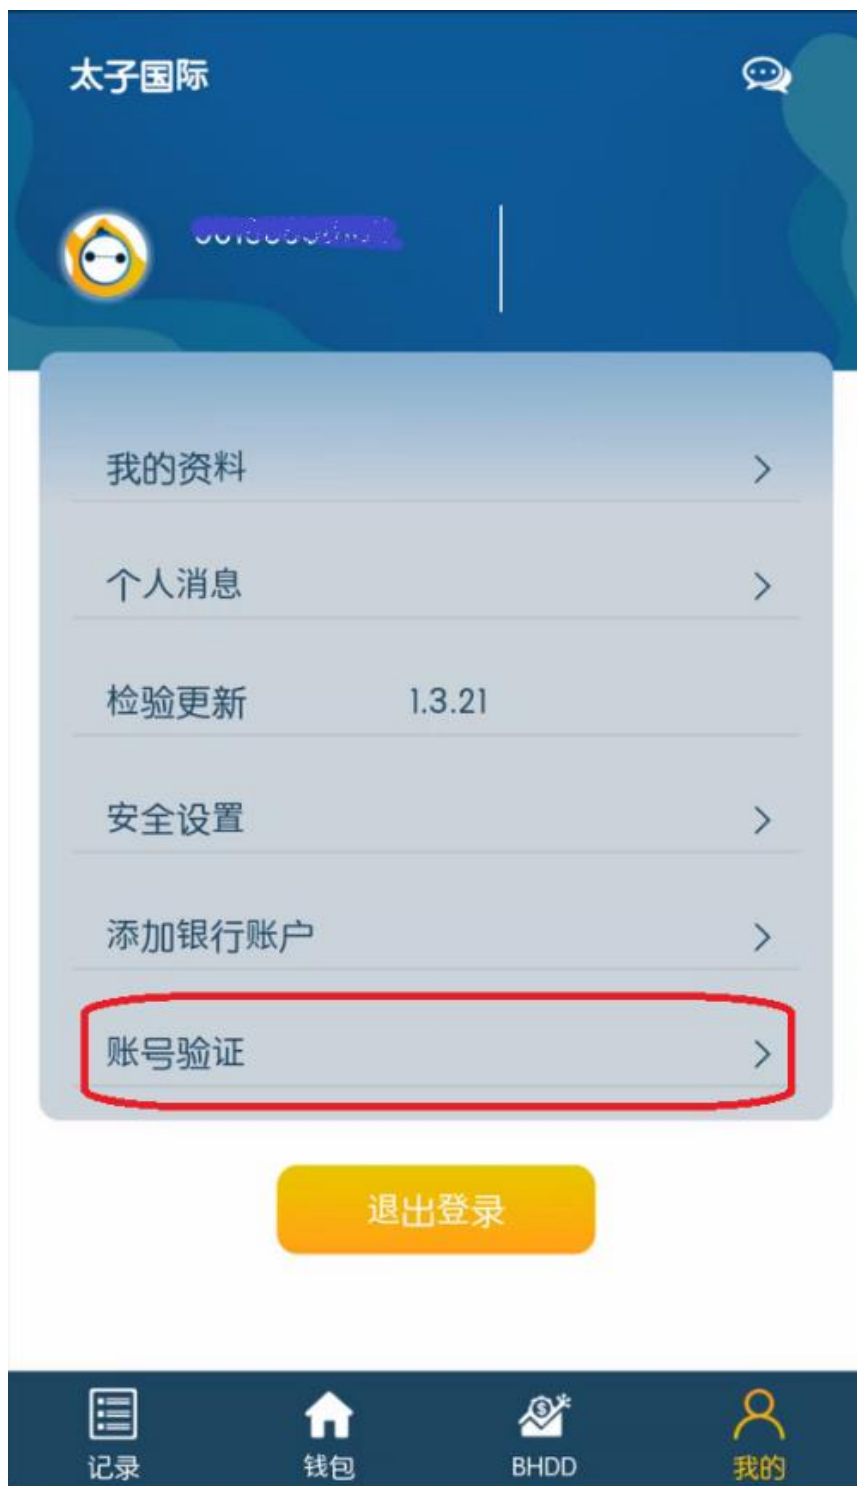 太子国际
我的资料
个人消息
检验更新 1.3.21
安全设置
添加银行账户
账号验证
退出登录
记录 钱包 BHDD 我的